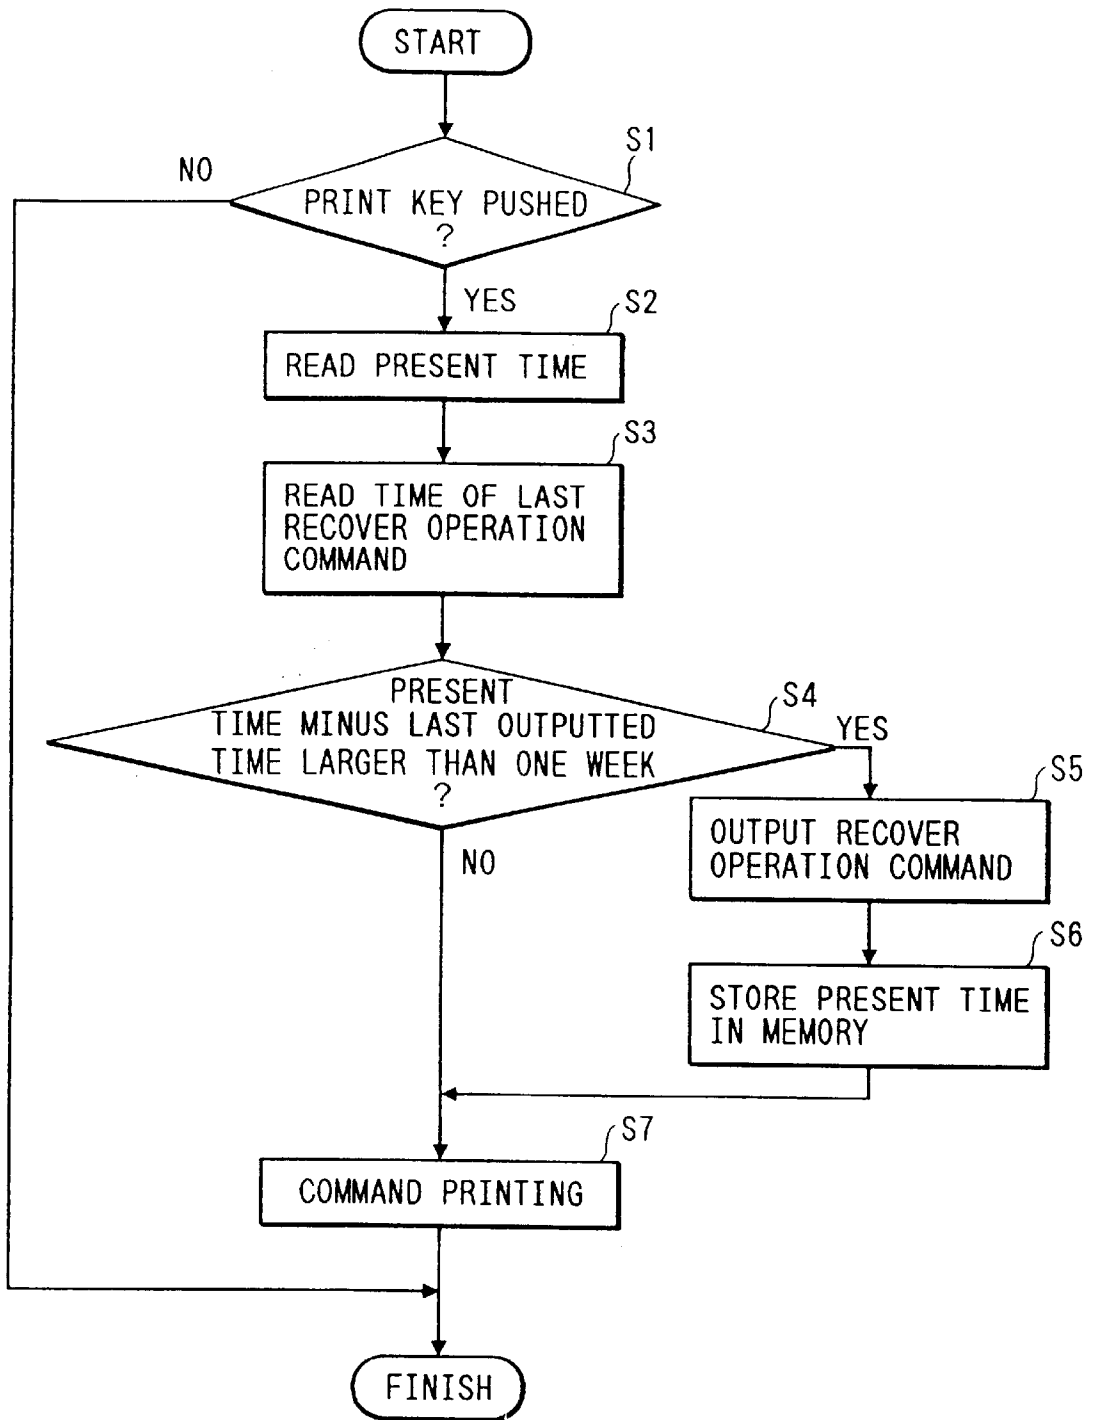 START
S1
NO
PRINT KEY PUSHED
?
YES
S2
READ PRESENT TIME
S3
READ TIME OF LAST
RECOVER OPERATION
COMMAND
PRESENT
S4
TIME MINUS LAST OUTPUTTED
YES
TIME LARGER THAN ONE WEEK
?
S5
OUTPUT RECOVER
OPERATION COMMAND
NO
S6
STORE PRESENT TIME
IN MEMORY
S7
COMMAND PRINTING
FINISH